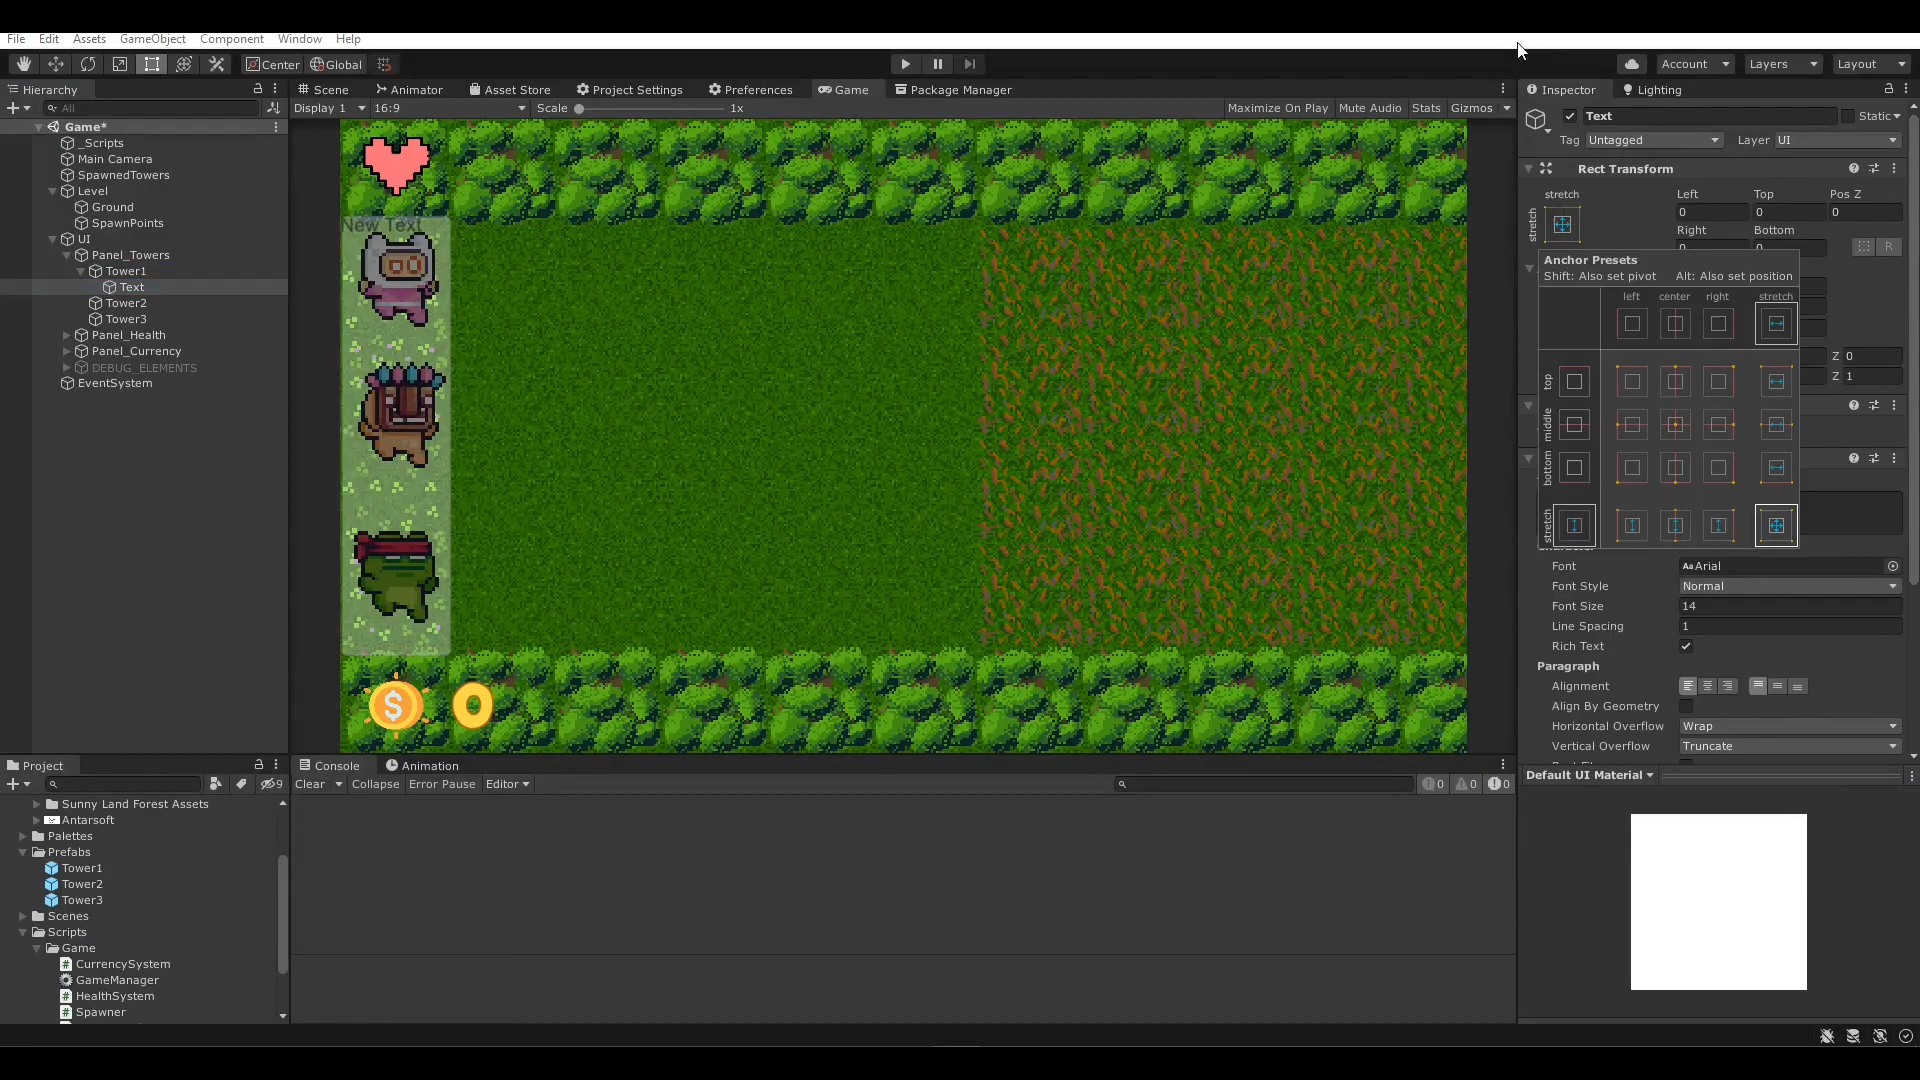 File Edit Assets GameObject Component Window Help
Center Global Account Layers Layout
Hierarchy Scene Animator Asset Store Project Settings Preferences Game Package Manager Inspector Lighting
All Display 1 16:9 Scale 1x Maximize On Play Mute Audio Stats Gizmos
Game*
_Scripts
Main Camera
SpawnedTowers
Level
Ground
SpawnPoints
UI
Panel_Towers
Tower1
Text
Tower2
Tower3
Panel_Health
Panel_Currency
DEBUG_ELEMENTS
EventSystem
New Text
$ 0
Text Static
Tag Untagged Layer UI
Rect Transform
stretch Left Top Pos Z
stretch 0 0 0
Right Bottom
R
Anchor Presets
Shift: Also set pivot Alt: Also set position
left center right stretch
top
middle
bottom
stretch
Z 0
Z 1
Font Arial
Font Style Normal
Font Size 14
Line Spacing 1
Rich Text
Paragraph
Alignment
Align By Geometry
Horizontal Overflow Wrap
Vertical Overflow Truncate
Default UI Material
Project
9
Sunny Land Forest Assets
Antarsoft
Palettes
Prefabs
Tower1
Tower2
Tower3
Scenes
Scripts
Game
CurrencySystem
GameManager
HealthSystem
Spawner
Console Animation
Clear Collapse Error Pause Editor 0 0 0